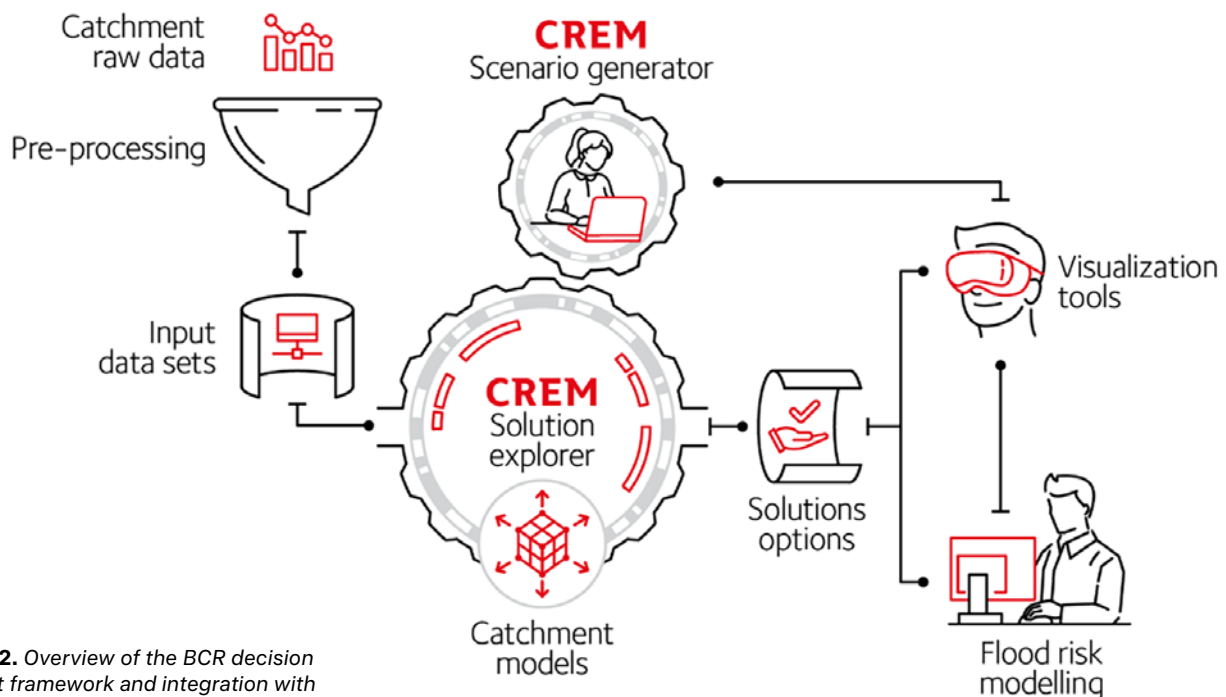 Catchment
raw data
CREM
Scenario generator
Pre-processing
Visualization
tools
Input
data sets
CREM
Solution
explorer
Solutions
options
Catchment
models
Flood risk
modelling
2. Overview of the BCR decision
t framework and integration with